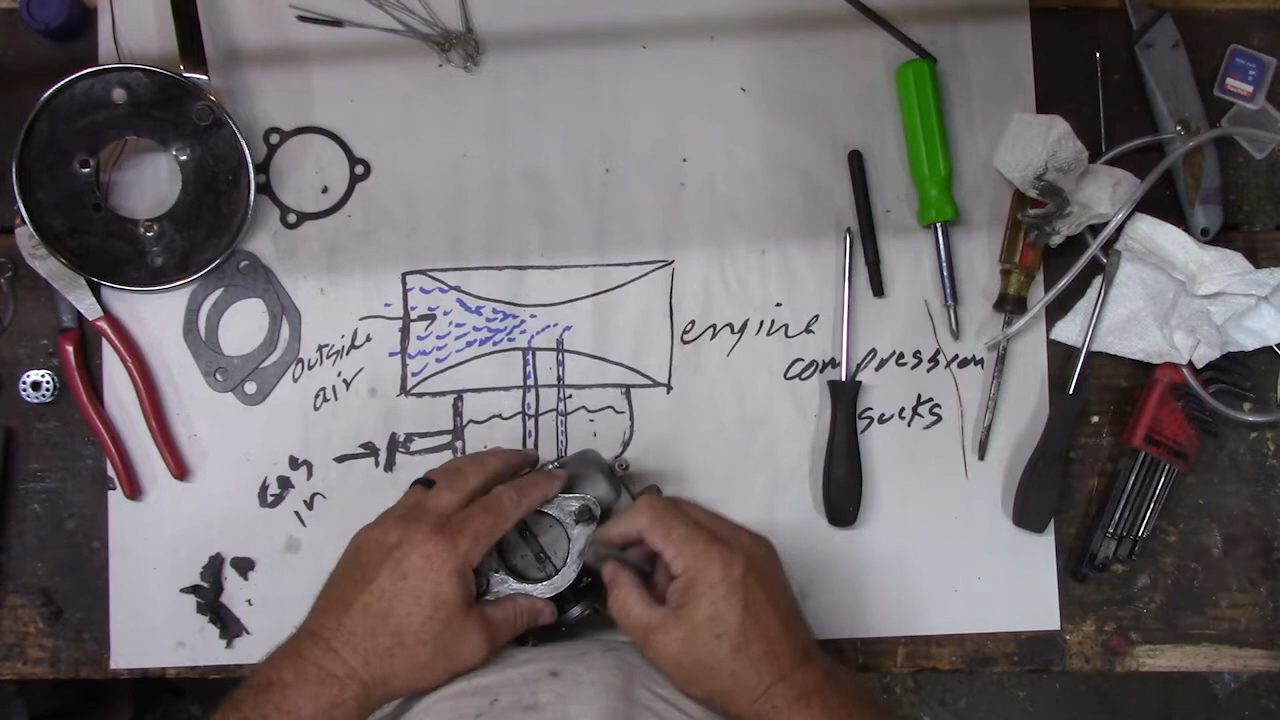 outside
air
engine
compression
sucks
Gas
in